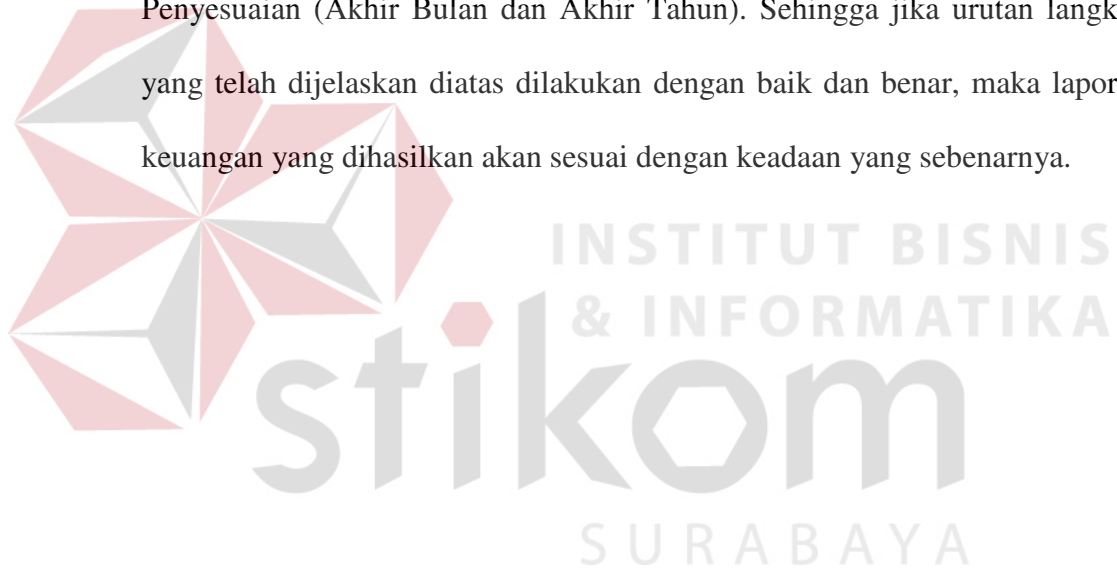 Penyesuaian (Akhir Bulan dan Akhir Tahun). Sehingga jika urutan langk
yang telah dijelaskan diatas dilakukan dengan baik dan benar, maka lapor
keuangan yang dihasilkan akan sesuai dengan keadaan yang sebenarnya.
INSTITUT BISNIS
& INFORMATIKA
stikom
SURABAYA